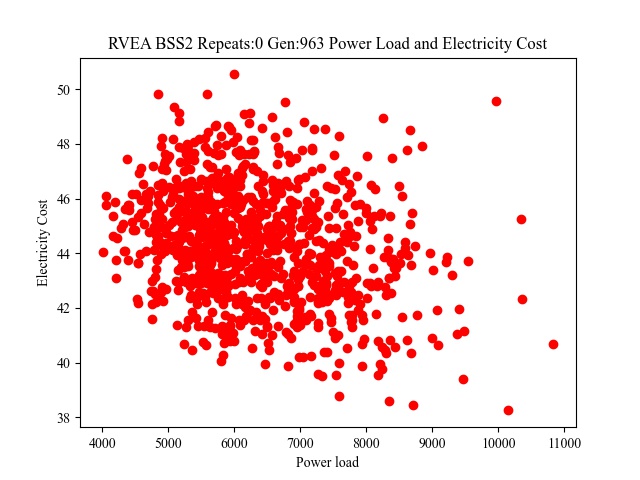 RVEA BSS2 Repeats:0 Gen:963 Power Load and Electricity Cost
Electricity Cost
50
48
46
44
42
40
38
4000 5000 6000 7000 8000 9000 10000 11000
Power load